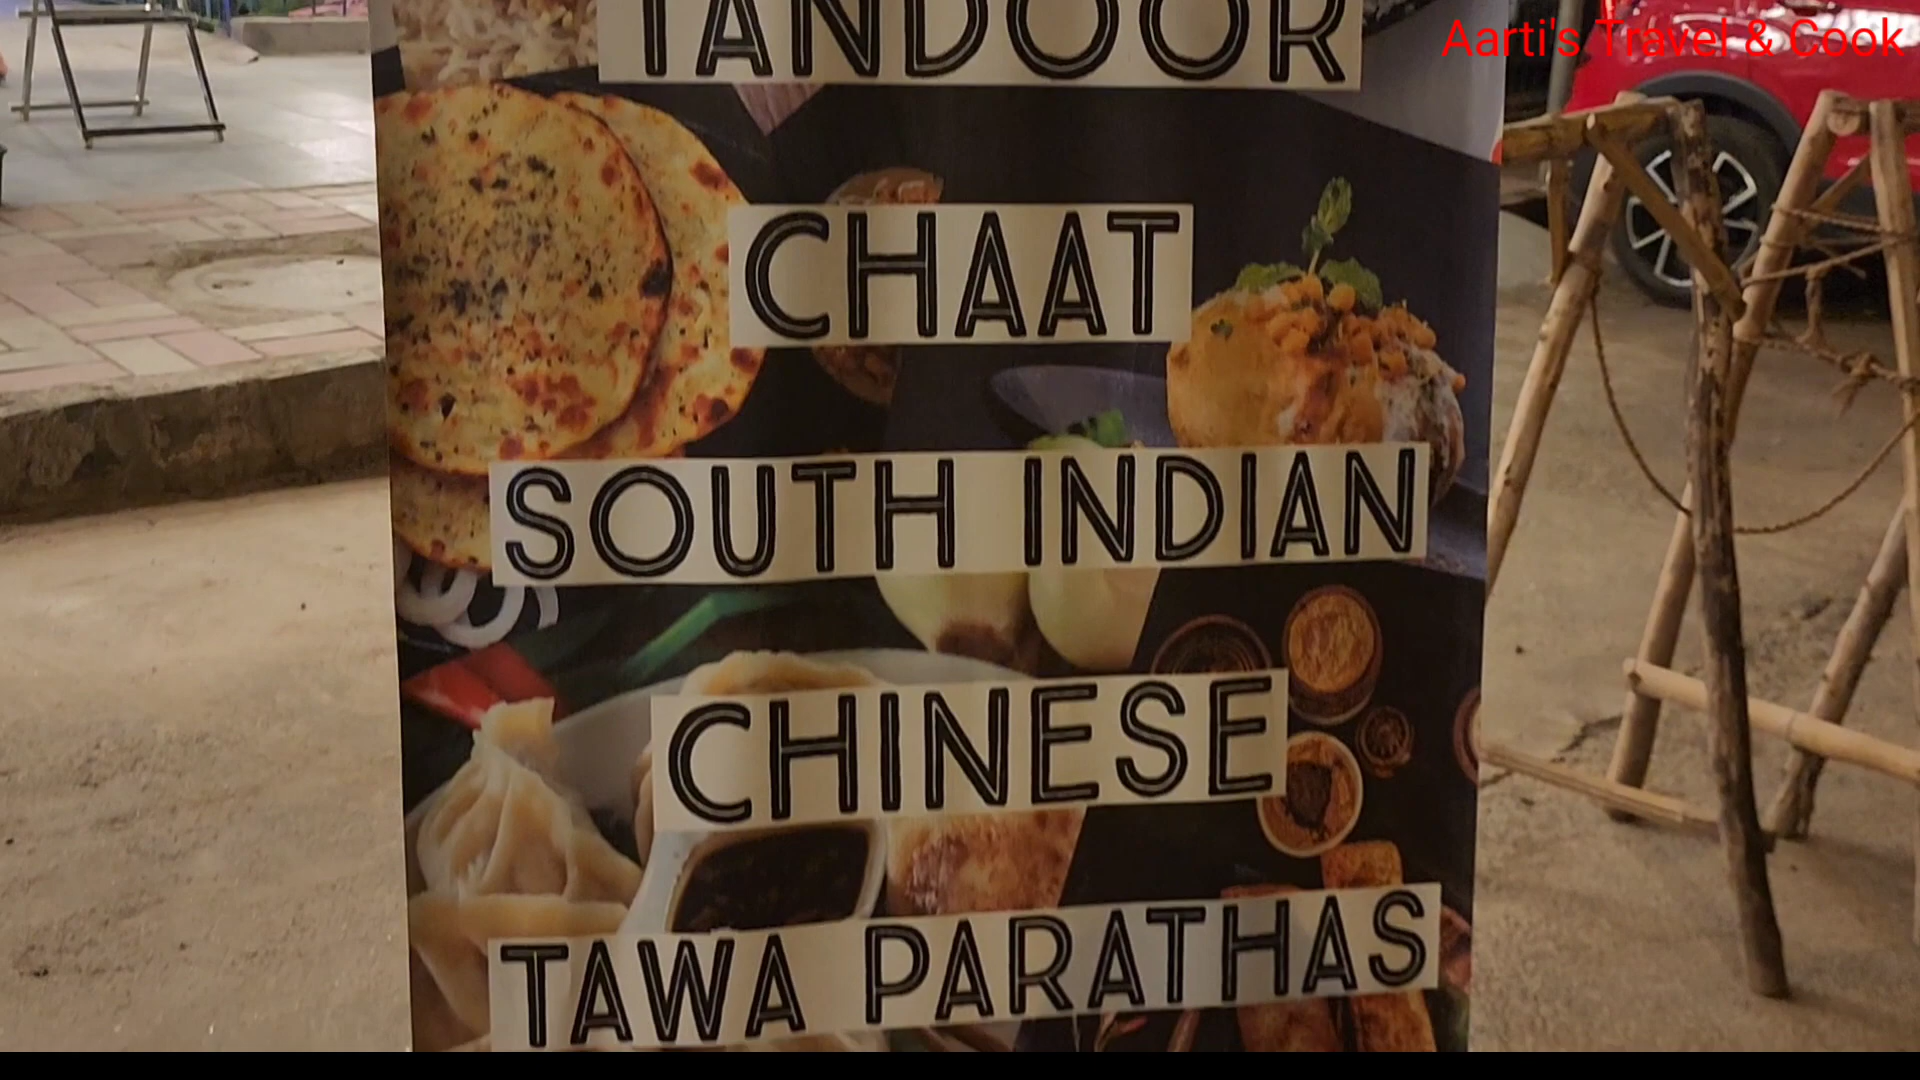 TANDOOR
Aarti's Travel & Cook
CHAAT
SOUTH INDIAN
CHINESE
TAWA PARATHAS